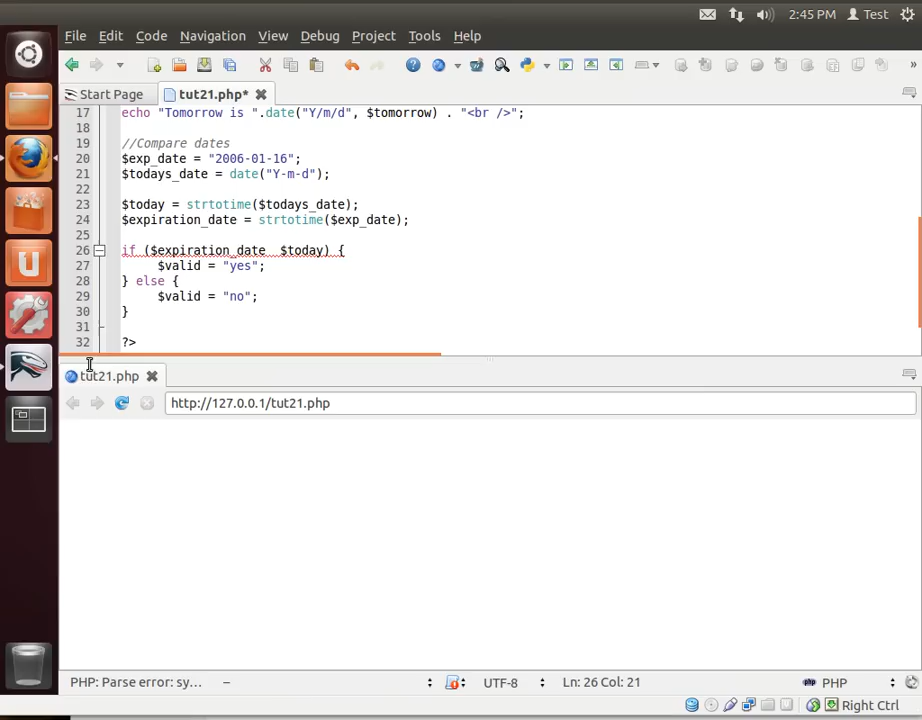 2:45 PM Test
File Edit Code Navigation View Debug Project Tools Help
»
Start Page tut21.php*
17 echo "Tomorrow is ".date("Y/m/d", $tomorrow) . "<br />";
18
19 //Compare dates
20 $exp_date = "2006-01-16";
21 $todays_date = date("Y-m-d");
22
23 $today = strtotime($todays_date);
24 $expiration_date = strtotime($exp_date);
25
26 if ($expiration_date  $today) {
27 $valid = "yes";
28 } else {
29 $valid = "no";
30 }
31
32 ?>
tut21.php
http://127.0.0.1/tut21.php
PHP: Parse error: sy… – UTF-8 Ln: 26 Col: 21 php PHP
Right Ctrl